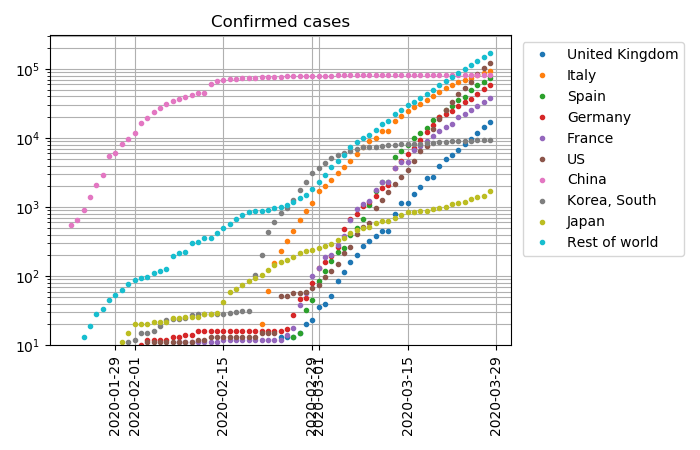 Confirmed cases
10^5
10^4
10^3
10^2
10^1
2020-01-29
2020-02-01
2020-02-15
2020-02-29
2020-03-01
2020-03-15
2020-03-29
United Kingdom
Italy
Spain
Germany
France
US
China
Korea, South
Japan
Rest of world